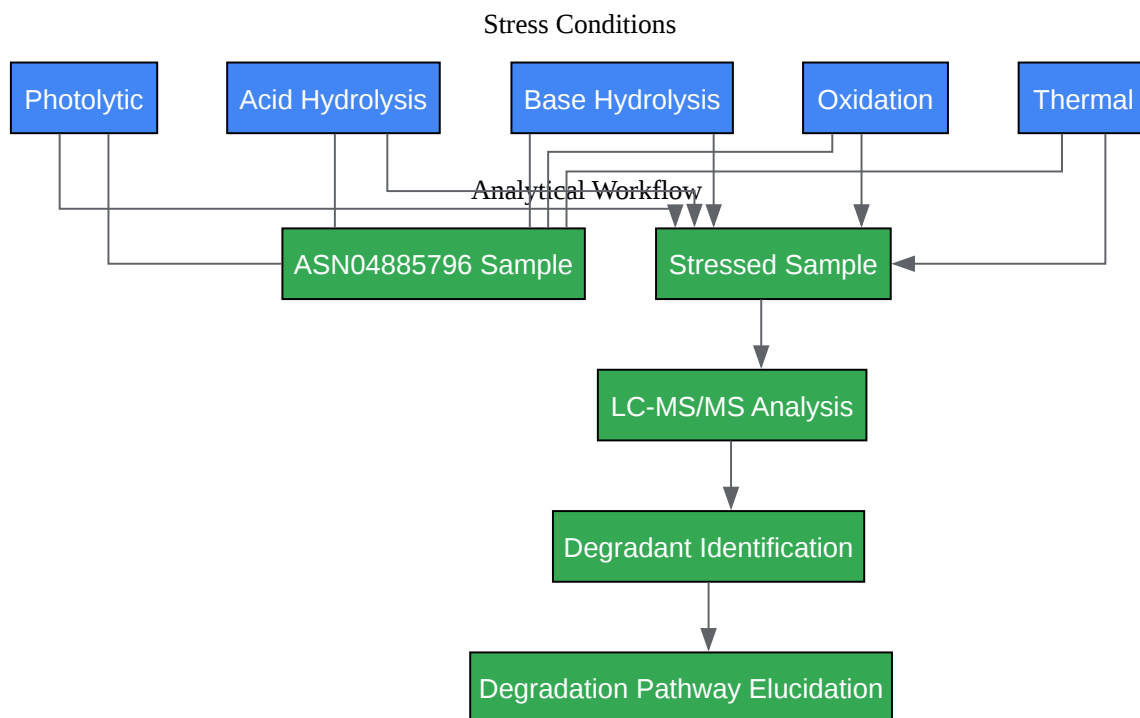 Stress Conditions
Photolytic
Acid Hydrolysis
Base Hydrolysis
Oxidation
Thermal
Analytical Workflow
ASN04885796 Sample
Stressed Sample
LC-MS/MS Analysis
Degradant Identification
Degradation Pathway Elucidation